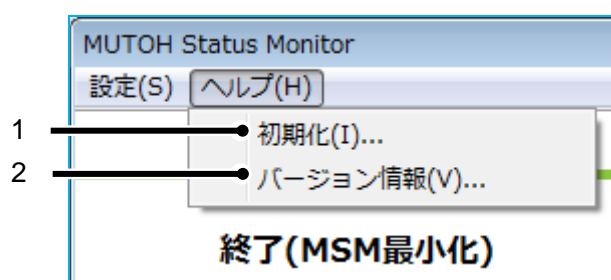 MUTOH Status Monitor
設定(S) ヘルプ(H)
1 初期化(I)...
2 バージョン情報(V)...
終了(MSM最小化)